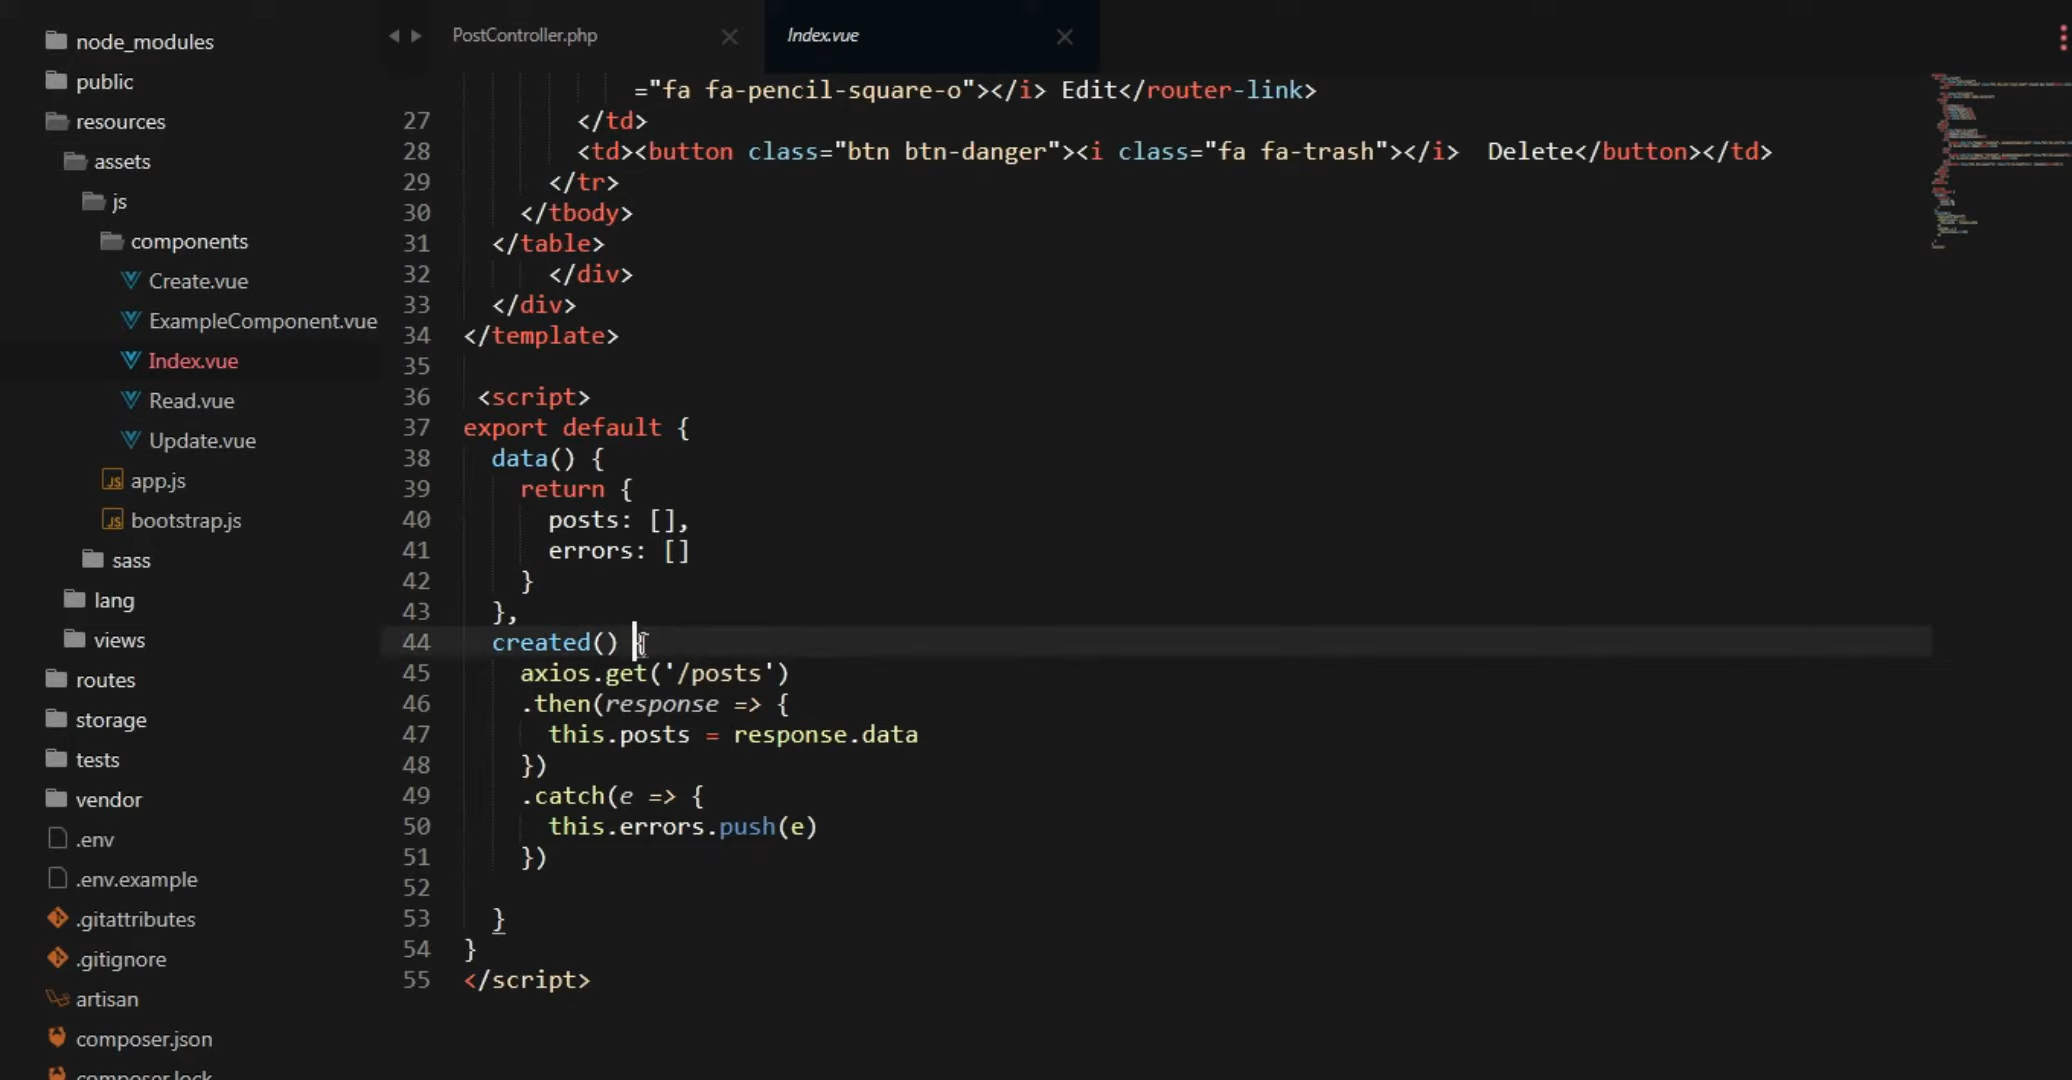 node_modules
public
resources
assets
js
components
Create.vue
ExampleComponent.vue
Index.vue
Read.vue
Update.vue
JS app.js
JS bootstrap.js
sass
lang
views
routes
storage
tests
vendor
.env
.env.example
.gitattributes
.gitignore
artisan
composer.json
composer.lock
PostController.php
Index.vue
="fa fa-pencil-square-o"></i> Edit</router-link>
27 </td>
28 <td><button class="btn btn-danger"><i class="fa fa-trash"></i>  Delete</button></td>
29 </tr>
30 </tbody>
31 </table>
32 </div>
33 </div>
34 </template>
35
36 <script>
37 export default {
38 data() {
39 return {
40 posts: [],
41 errors: []
42 }
43 },
44 created() {
45 axios.get('/posts')
46 .then(response => {
47 this.posts = response.data
48 })
49 .catch(e => {
50 this.errors.push(e)
51 })
52
53 }
54 }
55 </script>